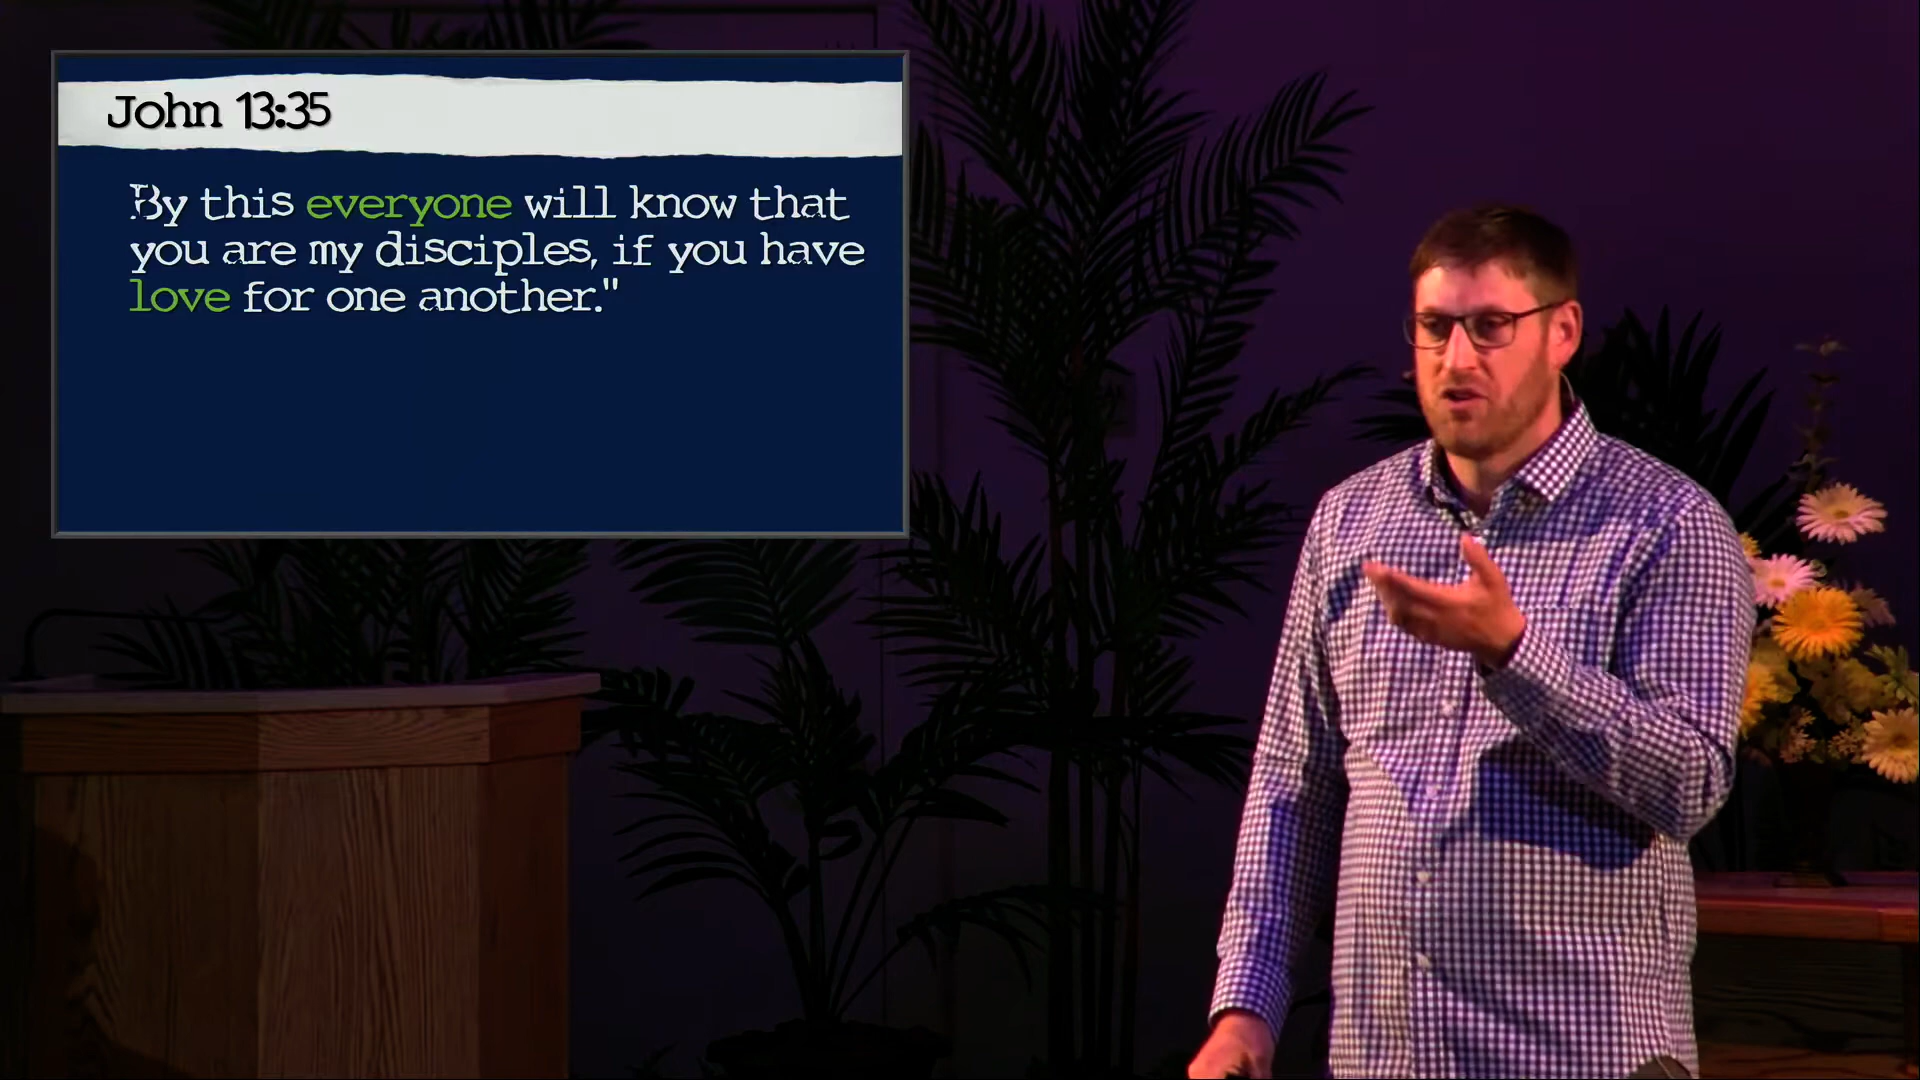 John 13:35
By this everyone will know that
you are my disciples, if you have
love for one another."